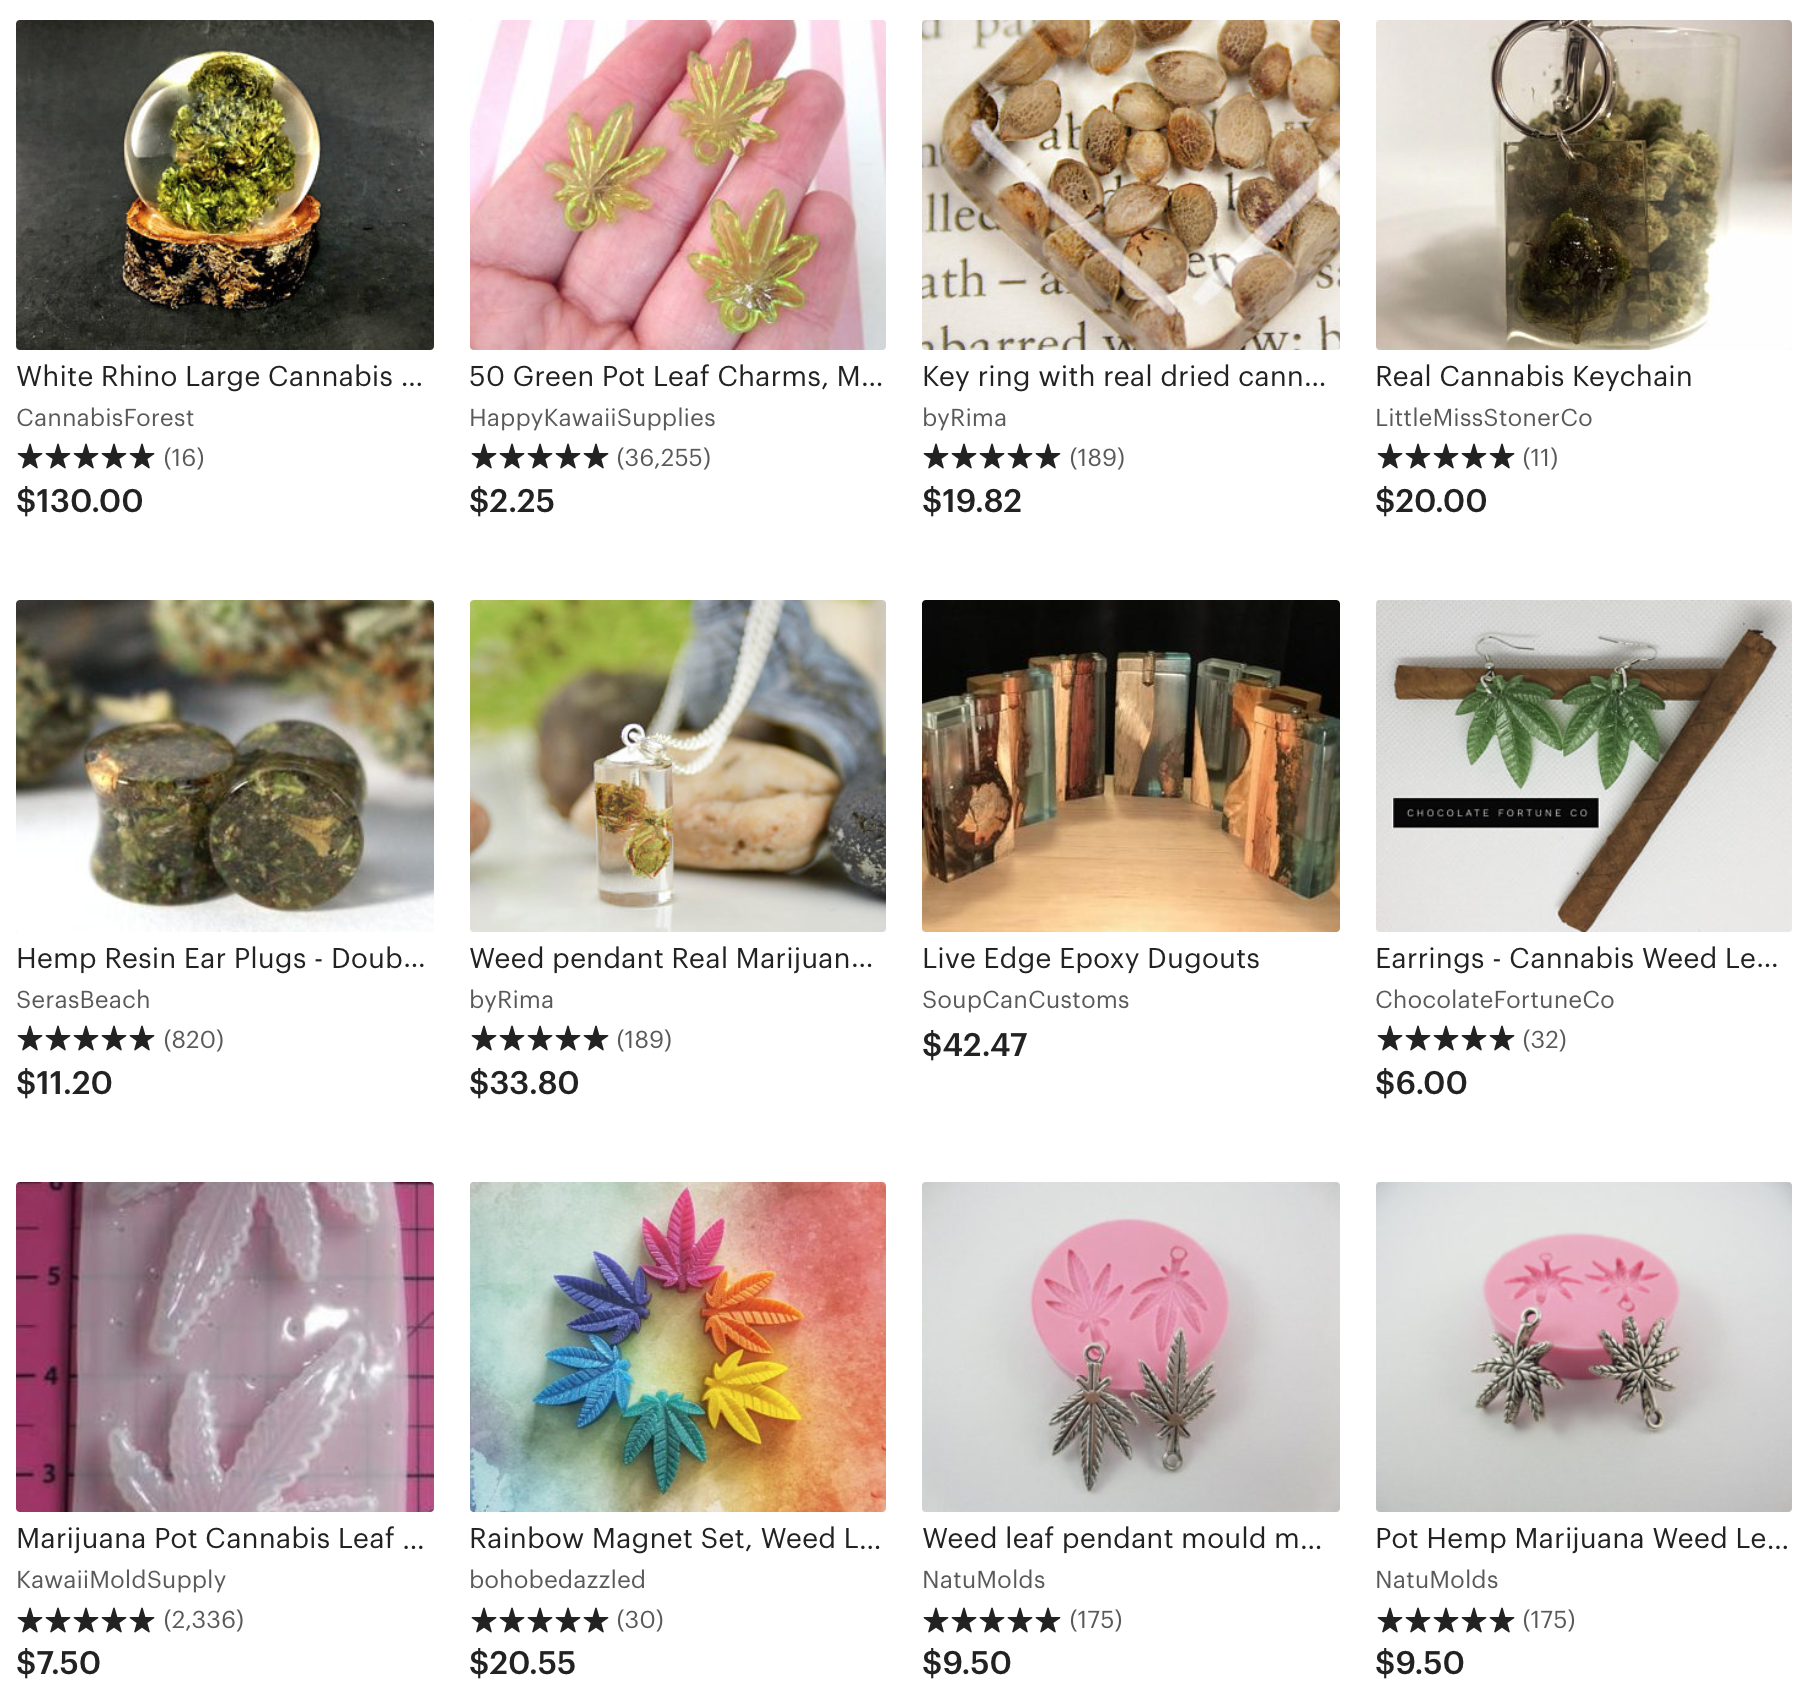 White Rhino Large Cannabis ...
CannabisForest
(16)
$130.00
50 Green Pot Leaf Charms, M...
HappyKawaiiSupplies
(36,255)
$2.25
Key ring with real dried cann...
byRima
(189)
$19.82
Real Cannabis Keychain
LittleMissStonerCo
(11)
$20.00
Hemp Resin Ear Plugs - Doub...
SerasBeach
(820)
$11.20
Weed pendant Real Marijuan...
byRima
(189)
$33.80
Live Edge Epoxy Dugouts
SoupCanCustoms
$42.47
CHOCOLATE FORTUNE CO
Earrings - Cannabis Weed Le...
ChocolateFortuneCo
(32)
$6.00
5
4
3
Marijuana Pot Cannabis Leaf ...
KawaiiMoldSupply
(2,336)
$7.50
Rainbow Magnet Set, Weed L...
bohobedazzled
(30)
$20.55
Weed leaf pendant mould m...
NatuMolds
(175)
$9.50
Pot Hemp Marijuana Weed Le...
NatuMolds
(175)
$9.50